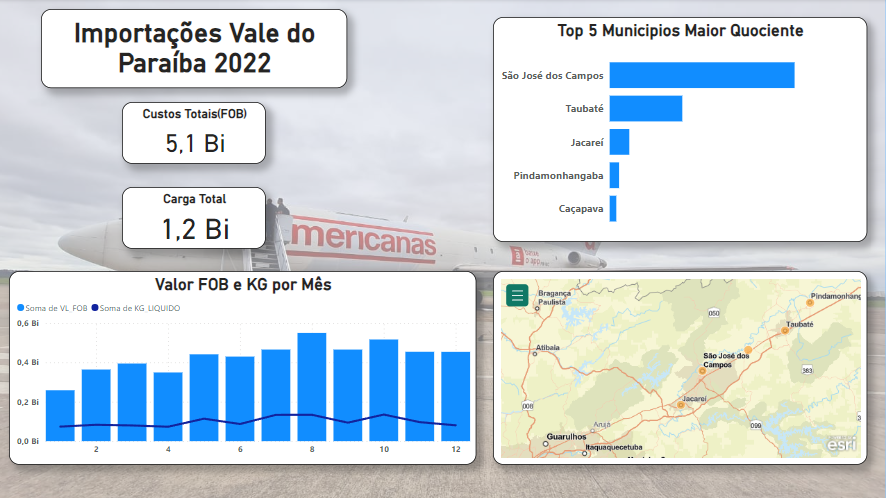 Importações Vale do
Paraíba 2022
Custos Totais(FOB)
5,1 Bi
Carga Total
1,2 Bi
mericanas
Top 5 Municipios Maior Quociente
São José dos Campos
Taubaté
Jacareí
Pindamonhangaba
Caçapava
Valor FOB e KG por Mês
Soma de VL_FOB
Soma de KG_LIQUIDO
0,6 Bi
0,4 Bi
0,2 Bi
0,0 Bi
2
4
6
8
10
12
Bragança
Paulista
Pindamonhang
050
Taubaté
Atibaia
São José dos
Campos
383
008
Jacareí
Arujá
099
Guarulhos
Itaquaquecetuba
esri